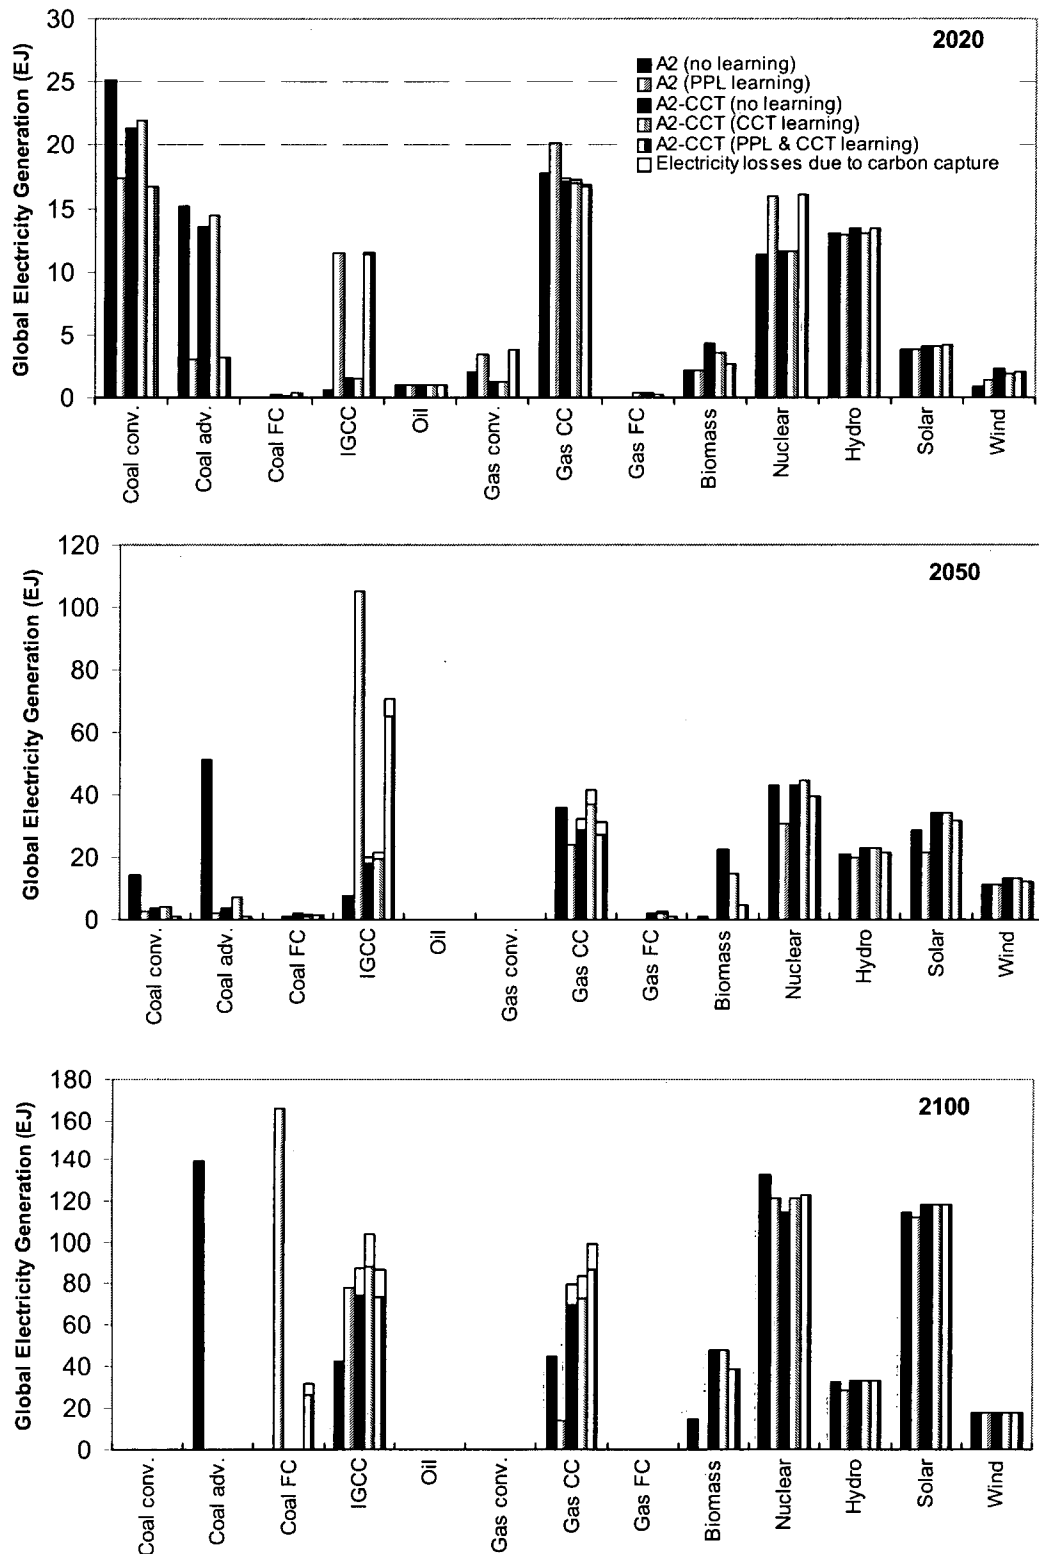 30
2020
A2 (no learning)
A2 (PPL learning)
A2-CCT (no learning)
A2-CCT (CCT learning)
A2-CCT (PPL & CCT learning)
Electricity losses due to carbon capture
25
20
15
10
5
0
Global Electricity Generation (EJ)
Coal conv.
Coal adv.
Coal FC
IGCC
Oil
Gas conv.
Gas CC
Gas FC
Biomass
Nuclear
Hydro
Solar
Wind
120
2050
100
80
60
40
20
0
Global Electricity Generation (EJ)
Coal conv.
Coal adv.
Coal FC
IGCC
Oil
Gas conv.
Gas CC
Gas FC
Biomass
Nuclear
Hydro
Solar
Wind
180
2100
160
140
120
100
80
60
40
20
0
Global Electricity Generation (EJ)
Coal conv.
Coal adv.
Coal FC
IGCC
Oil
Gas conv.
Gas CC
Gas FC
Biomass
Nuclear
Hydro
Solar
Wind